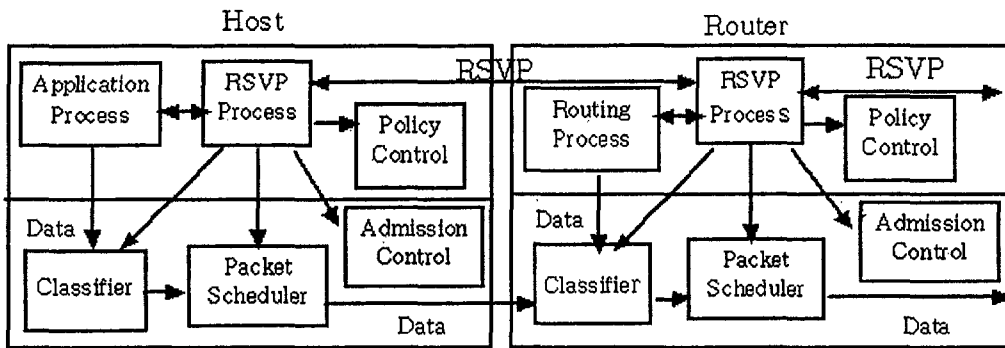 Host
Router
Application
Process
RSVP
Process
Policy
Control
RSVP
Routing
Process
RSVP
Process
Policy
Control
RSVP
Data
Classifier
Packet
Scheduler
Admission
Control
Data
Data
Classifier
Packet
Scheduler
Admission
Control
Data